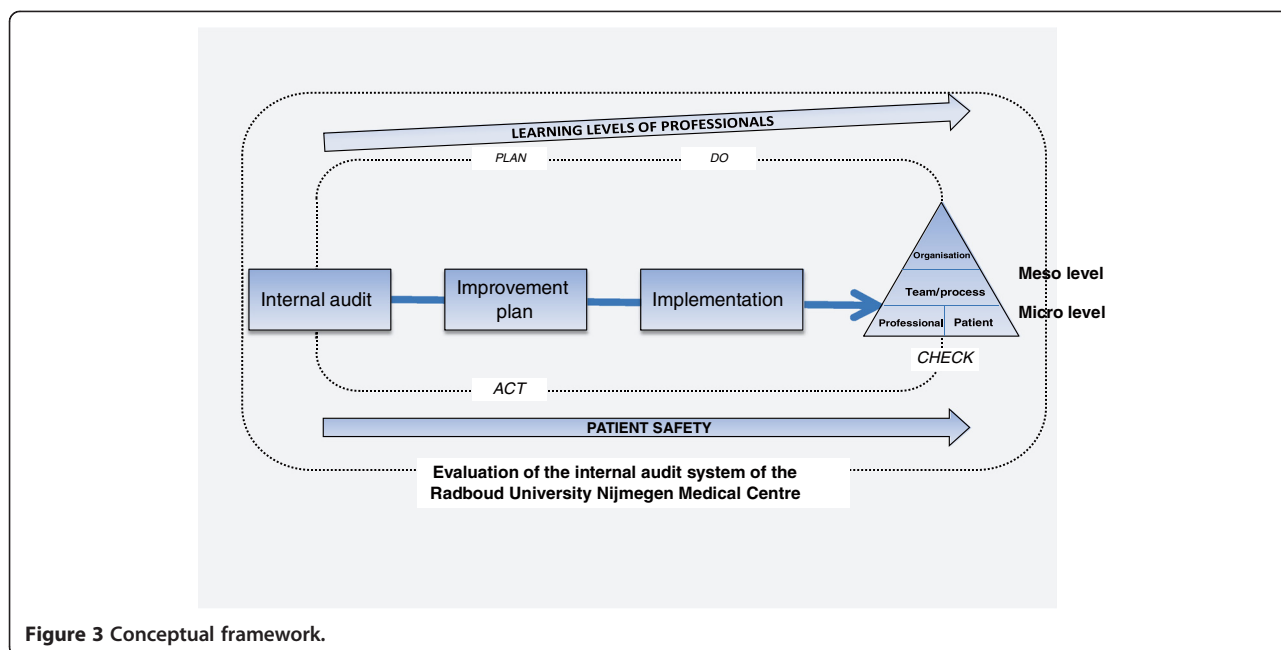 LEARNING LEVELS OF PROFESSIONALS
PLAN
DO
Internal audit
Improvement
plan
Implementation
Organisation
Team/process
Professional
Patient
Meso level
Micro level
CHECK
ACT
PATIENT SAFETY
Evaluation of the internal audit system of the
Radboud University Nijmegen Medical Centre
Figure 3 Conceptual framework.